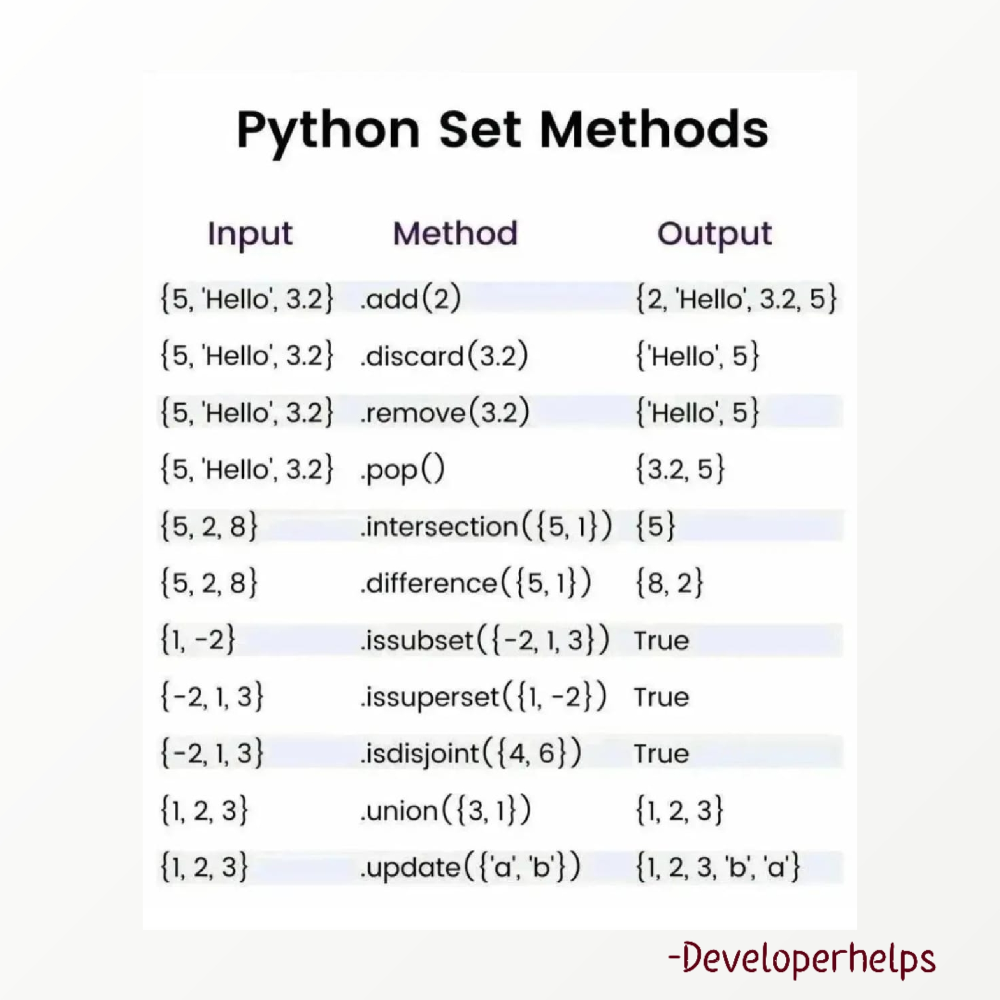 Python Set Methods
Input Method Output
{5, 'Hello', 3.2} .add(2) {2, 'Hello', 3.2, 5}
{5, 'Hello', 3.2} .discard(3.2) {'Hello', 5}
{5, 'Hello', 3.2} .remove(3.2) {'Hello', 5}
{5, 'Hello', 3.2} .pop() {3.2, 5}
{5, 2, 8} .intersection({5, 1}) {5}
{5, 2, 8} .difference({5, 1}) {8, 2}
{1, -2} .issubset({-2, 1, 3}) True
{-2, 1, 3} .issuperset({1, -2}) True
{-2, 1, 3} .isdisjoint({4, 6}) True
{1, 2, 3} .union({3, 1}) {1, 2, 3}
{1, 2, 3} .update({'a', 'b'}) {1, 2, 3, 'b', 'a'}
-Developerhelps